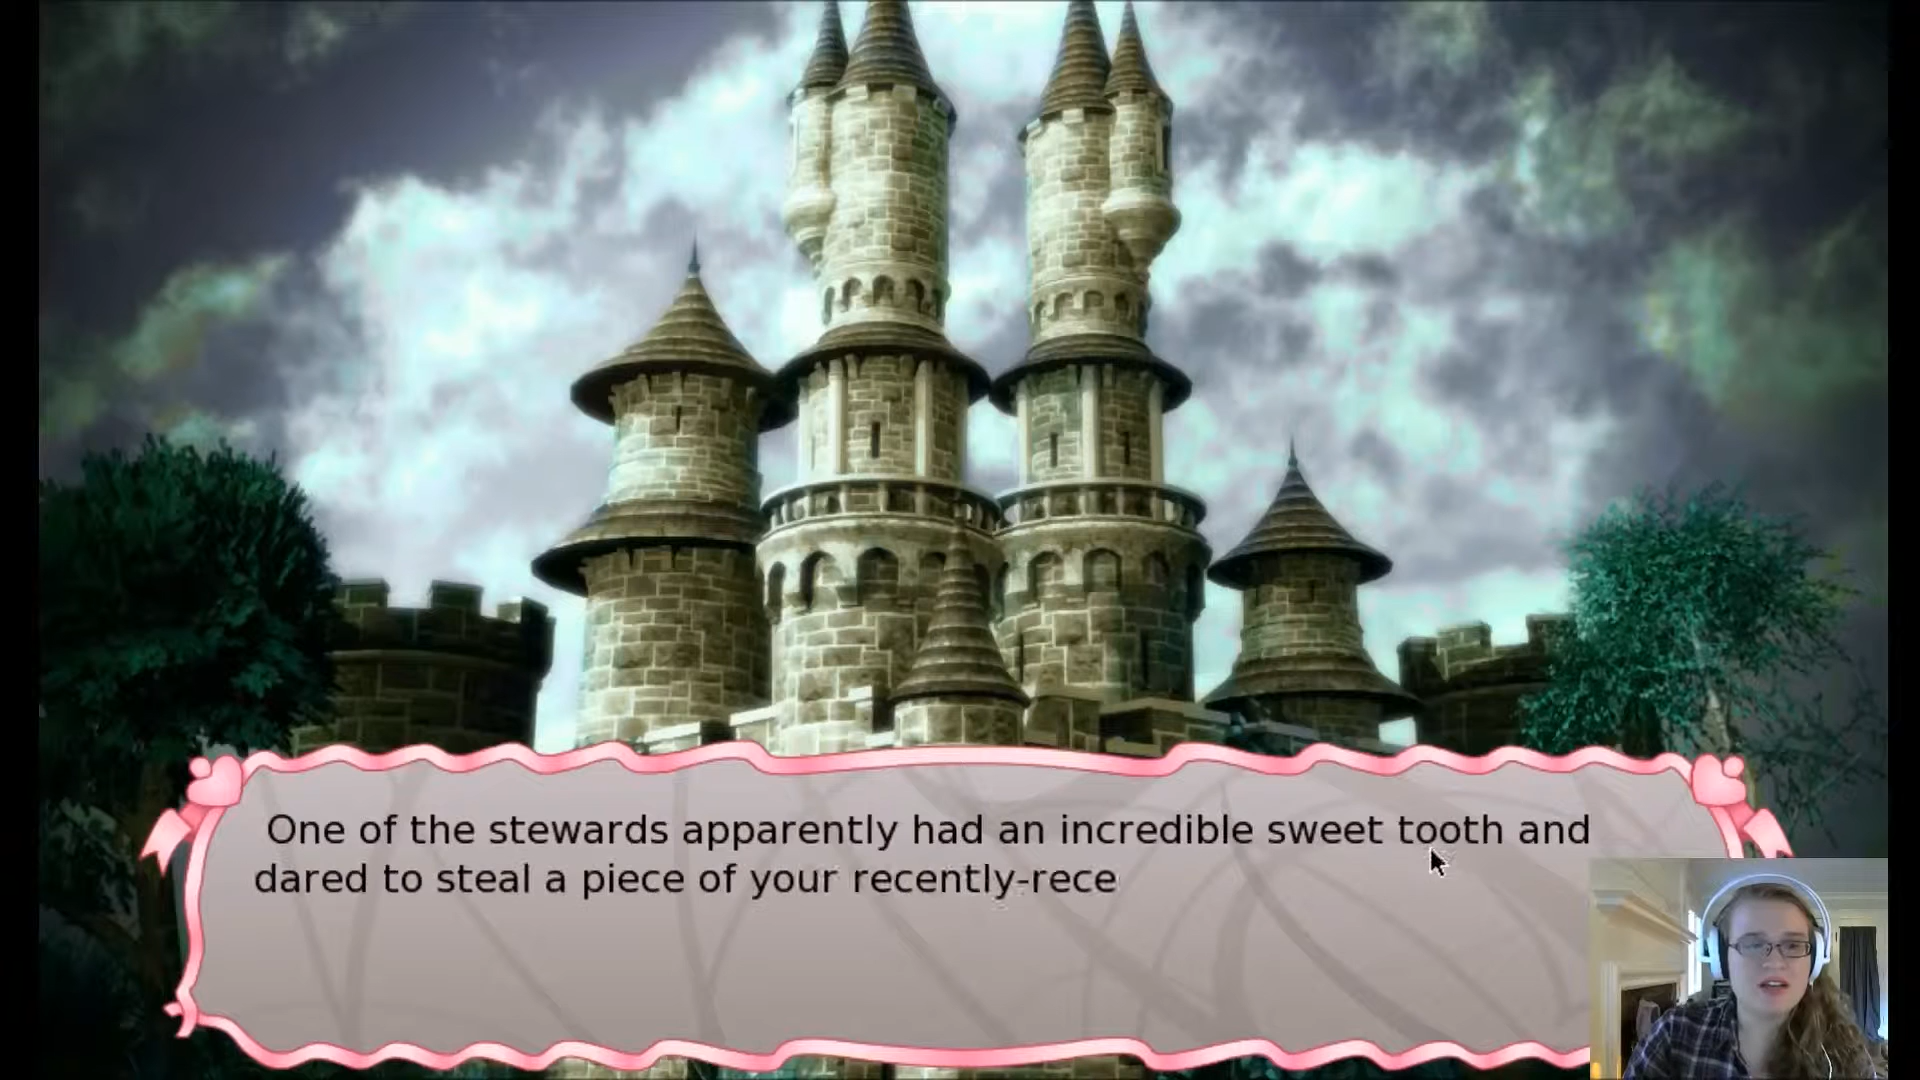 One of the stewards apparently had an incredible sweet tooth and
dared to steal a piece of your recently-rece